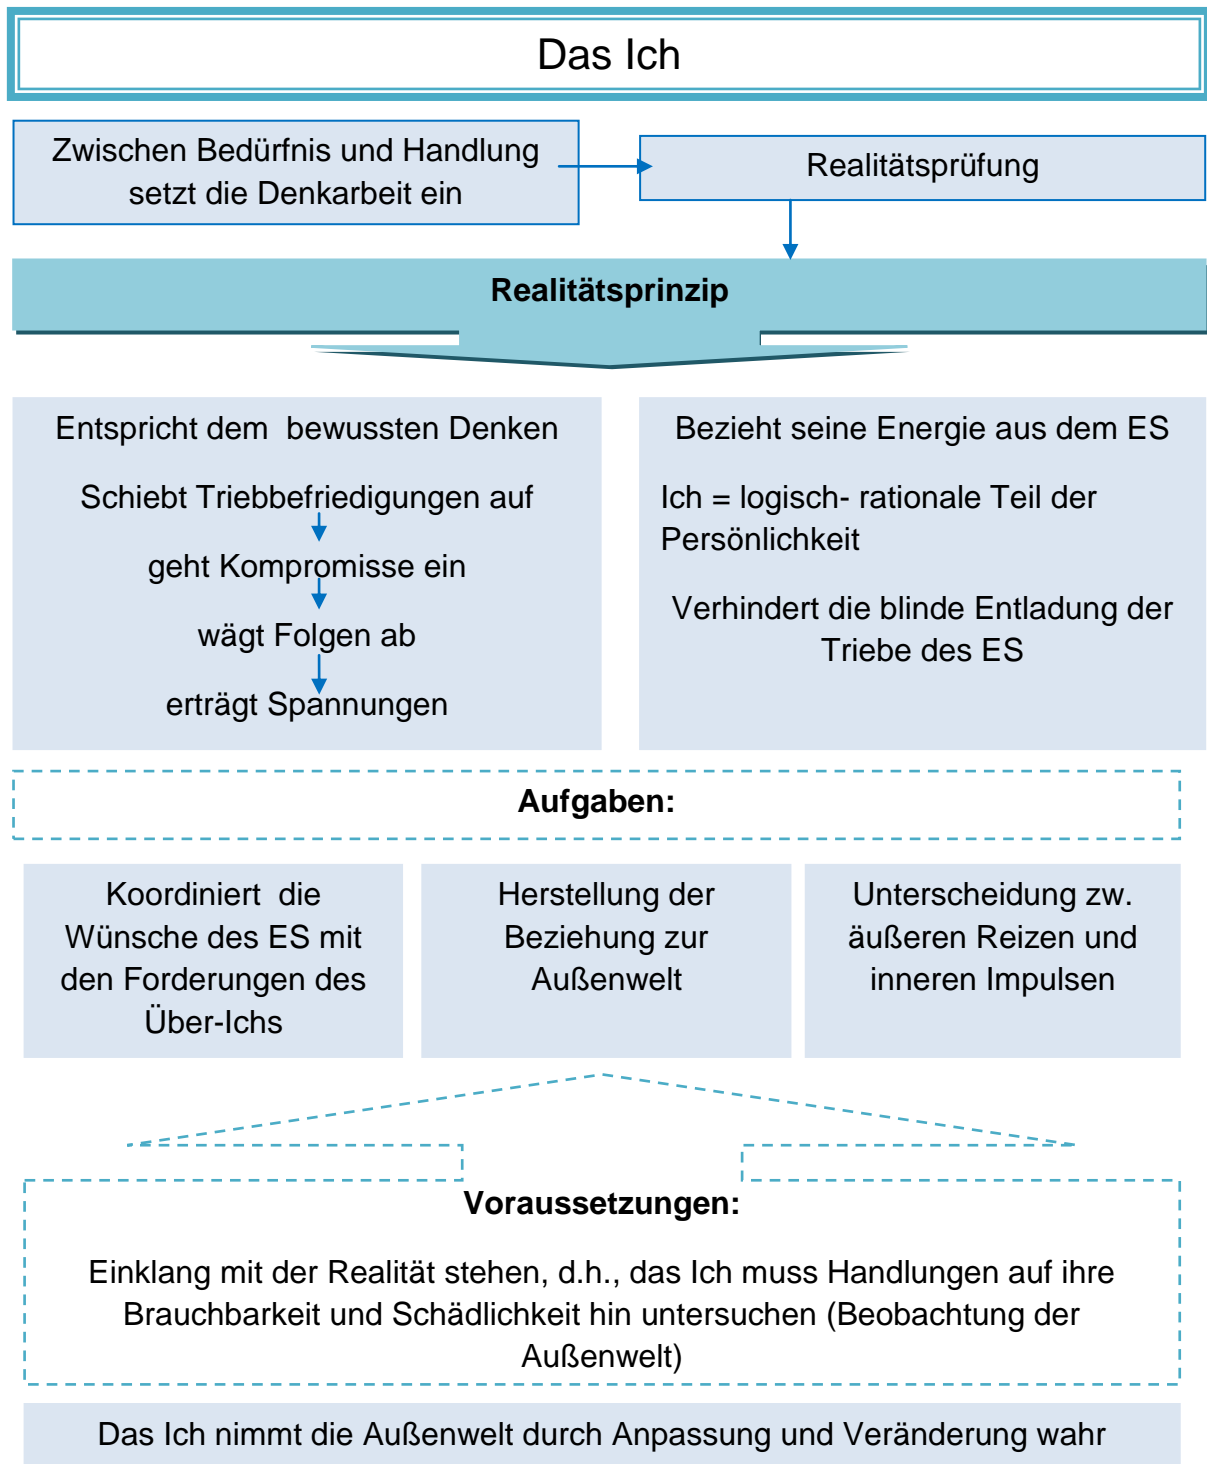 Das Ich
Zwischen Bedürfnis und Handlung
setzt die Denkarbeit ein
Realitätsprüfung
Realitätsprinzip
Entspricht dem  bewussten Denken
Schiebt Triebbefriedigungen auf
geht Kompromisse ein
wägt Folgen ab
erträgt Spannungen
Bezieht seine Energie aus dem ES
Ich = logisch- rationale Teil der
Persönlichkeit
Verhindert die blinde Entladung der
Triebe des ES
Aufgaben:
Koordiniert  die
Wünsche des ES mit
den Forderungen des
Über-Ichs
Herstellung der
Beziehung zur
Außenwelt
Unterscheidung zw.
äußeren Reizen und
inneren Impulsen
Voraussetzungen:
Einklang mit der Realität stehen, d.h., das Ich muss Handlungen auf ihre
Brauchbarkeit und Schädlichkeit hin untersuchen (Beobachtung der
Außenwelt)
Das Ich nimmt die Außenwelt durch Anpassung und Veränderung wahr